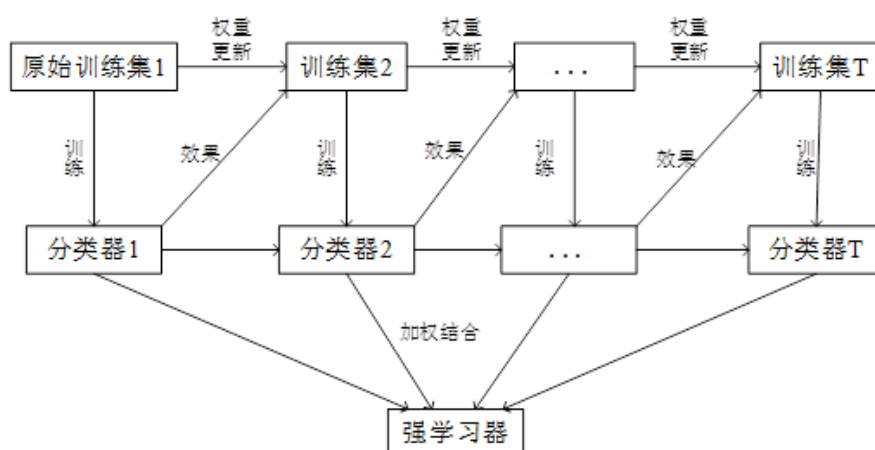 权重
更新
权重
更新
权重
更新
原始训练集1
训练集2
...
训练集T
训练
效果
训练
效果
训练
效果
训练
分类器1
分类器2
...
分类器T
加权结合
强学习器